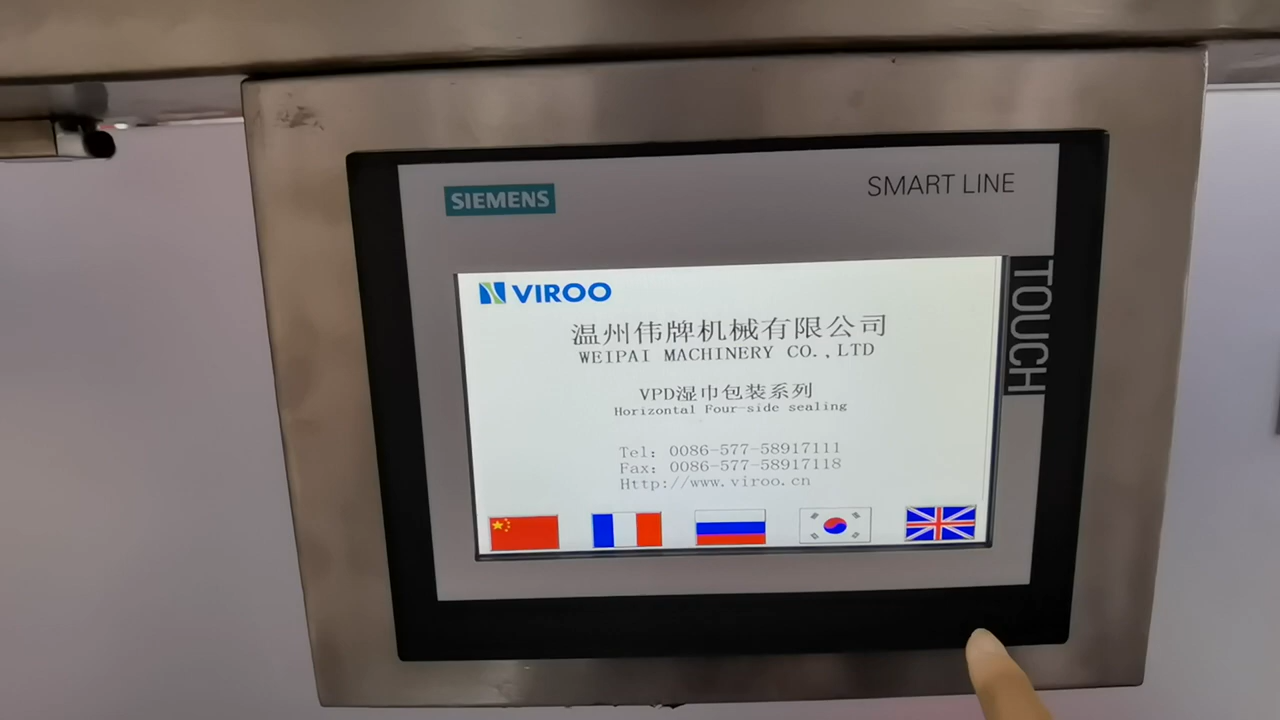 SIEMENS
SMART LINE
TOUCH
VIROO
温州伟牌机械有限公司
WEIPAI MACHINERY CO.,LTD
VPD湿巾包装系列
Horizontal Four-side sealing
Tel: 0086-577-58917111
Fax: 0086-577-58917118
Http://www.viroo.cn